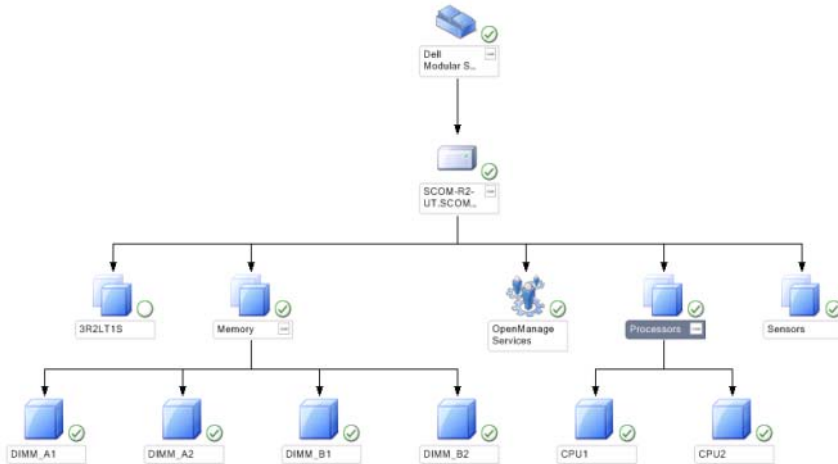 Dell
Modular S...
SCOM-R2-
UT.SCOM...
3R2LT1S
Memory
OpenManage
Services
Processors
Sensors
DIMM_A1
DIMM_A2
DIMM_B1
DIMM_B2
CPU1
CPU2